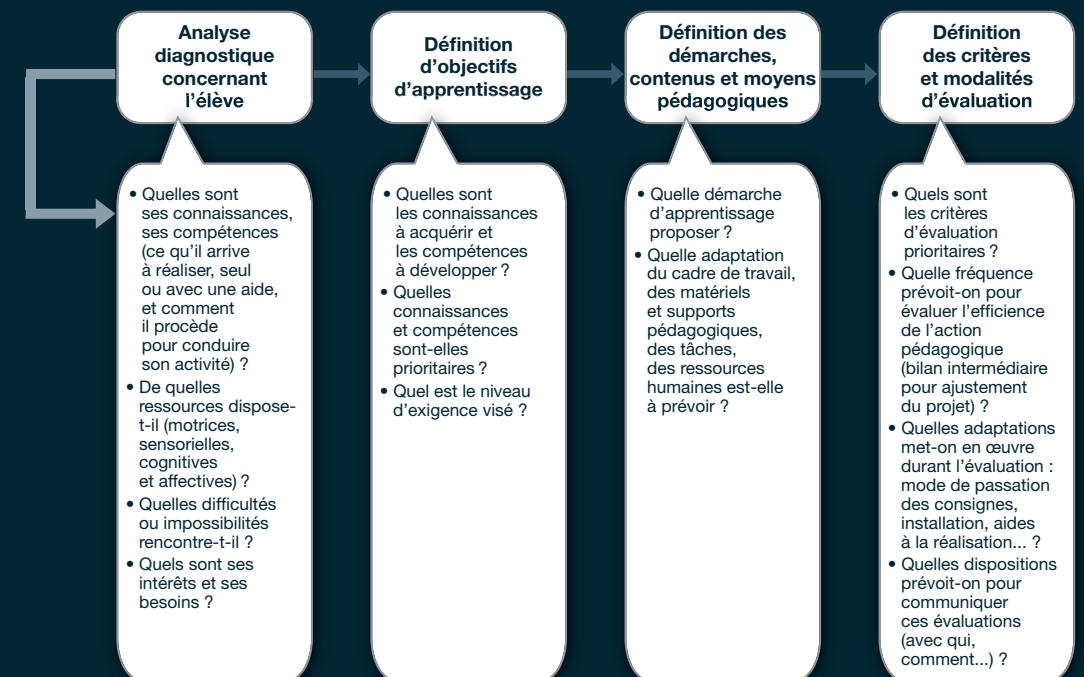 Analyse
diagnostique
concernant
l'élève
Définition
d'objectifs
d'apprentissage
Définition des
démarches,
contenus et moyens
pédagogiques
Définition
des critères
et modalités
d'évaluation
• Quelles sont
ses connaissances,
ses compétences
(ce qu'il arrive
à réaliser, seul
ou avec une aide,
et comment
il procède
pour conduire
son activité) ?
• De quelles
ressources dispose-
t-il (motrices,
sensorielles,
cognitives
et affectives) ?
• Quelles difficultés
ou impossibilités
rencontre-t-il ?
• Quels sont ses
intérêts et ses
besoins ?
• Quelles sont
les connaissances
à acquérir et
les compétences
à développer ?
• Quelles
connaissances
et compétences
sont-elles
prioritaires ?
• Quel est le niveau
d'exigence visé ?
• Quelle démarche
d'apprentissage
proposer ?
• Quelle adaptation
du cadre de travail,
des matériels
et supports
pédagogiques,
des tâches,
des ressources
humaines est-elle
à prévoir ?
• Quels sont
les critères
d'évaluation
prioritaires ?
• Quelle fréquence
prévoit-on pour
évaluer l'efficience
de l'action
pédagogique
(bilan intermédiaire
pour ajustement
du projet) ?
• Quelles adaptations
met-on en œuvre
durant l'évaluation :
mode de passation
des consignes,
installation, aides
à la réalisation... ?
• Quelles dispositions
prévoit-on pour
communiquer
ces évaluations
(avec qui,
comment...) ?